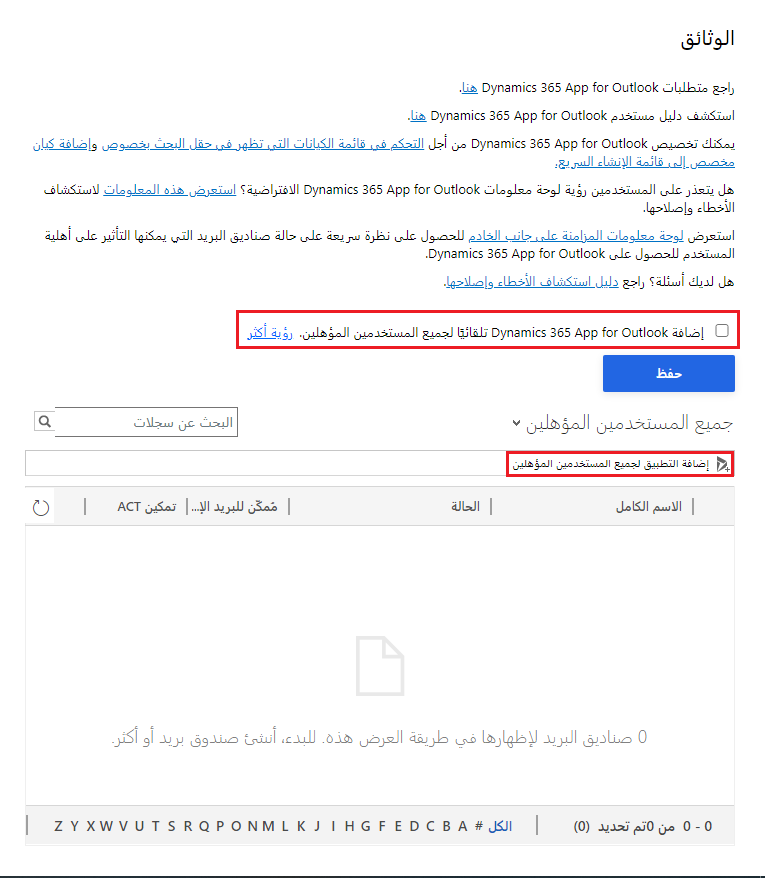 الوثائق
راجع متطلبات Dynamics 365 App for Outlook هنا.
استكشف دليل مستخدم Dynamics 365 App for Outlook هنا.
يمكنك تخصيص Dynamics 365 App for Outlook من أجل التحكم في قائمة الكيانات التي تظهر في حقل البحث بخصوص وإضافة كيان
مخصص إلى قائمة الإنشاء السريع.
هل يتعذر على المستخدمين رؤية لوحة معلومات Dynamics 365 App for Outlook الافتراضية؟ استعرض هذه المعلومات لاستكشاف
الأخطاء وإصلاحها.
استعرض لوحة معلومات المزامنة على جانب الخادم للحصول على نظرة سريعة على حالة صناديق البريد التي يمكنها التأثير على أهلية
المستخدم للحصول على Dynamics 365 App for Outlook.
هل لديك أسئلة؟ راجع دليل استكشاف الأخطاء وإصلاحها.
إضافة Dynamics 365 App for Outlook تلقائيًا لجميع المستخدمين المؤهلين. رؤية أكثر
حفظ
جميع المستخدمين المؤهلين البحث عن سجلات
إضافة التطبيق لجميع المستخدمين المؤهلين
الاسم الكامل الحالة مُمكّن للبريد الإ... تمكين ACT
0 صناديق البريد لإظهارها في طريقة العرض هذه. للبدء، أنشئ صندوق بريد أو أكثر.
0 - 0 من 0تم تحديد (0) الكل # A B C D E F G H I J K L M N O P Q R S T U V W X Y Z